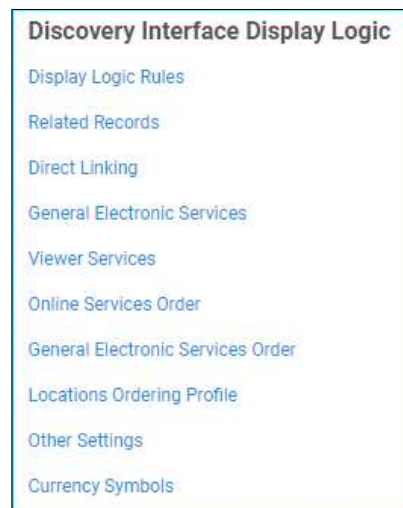 Discovery Interface Display Logic
Display Logic Rules
Related Records
Direct Linking
General Electronic Services
Viewer Services
Online Services Order
General Electronic Services Order
Locations Ordering Profile
Other Settings
Currency Symbols